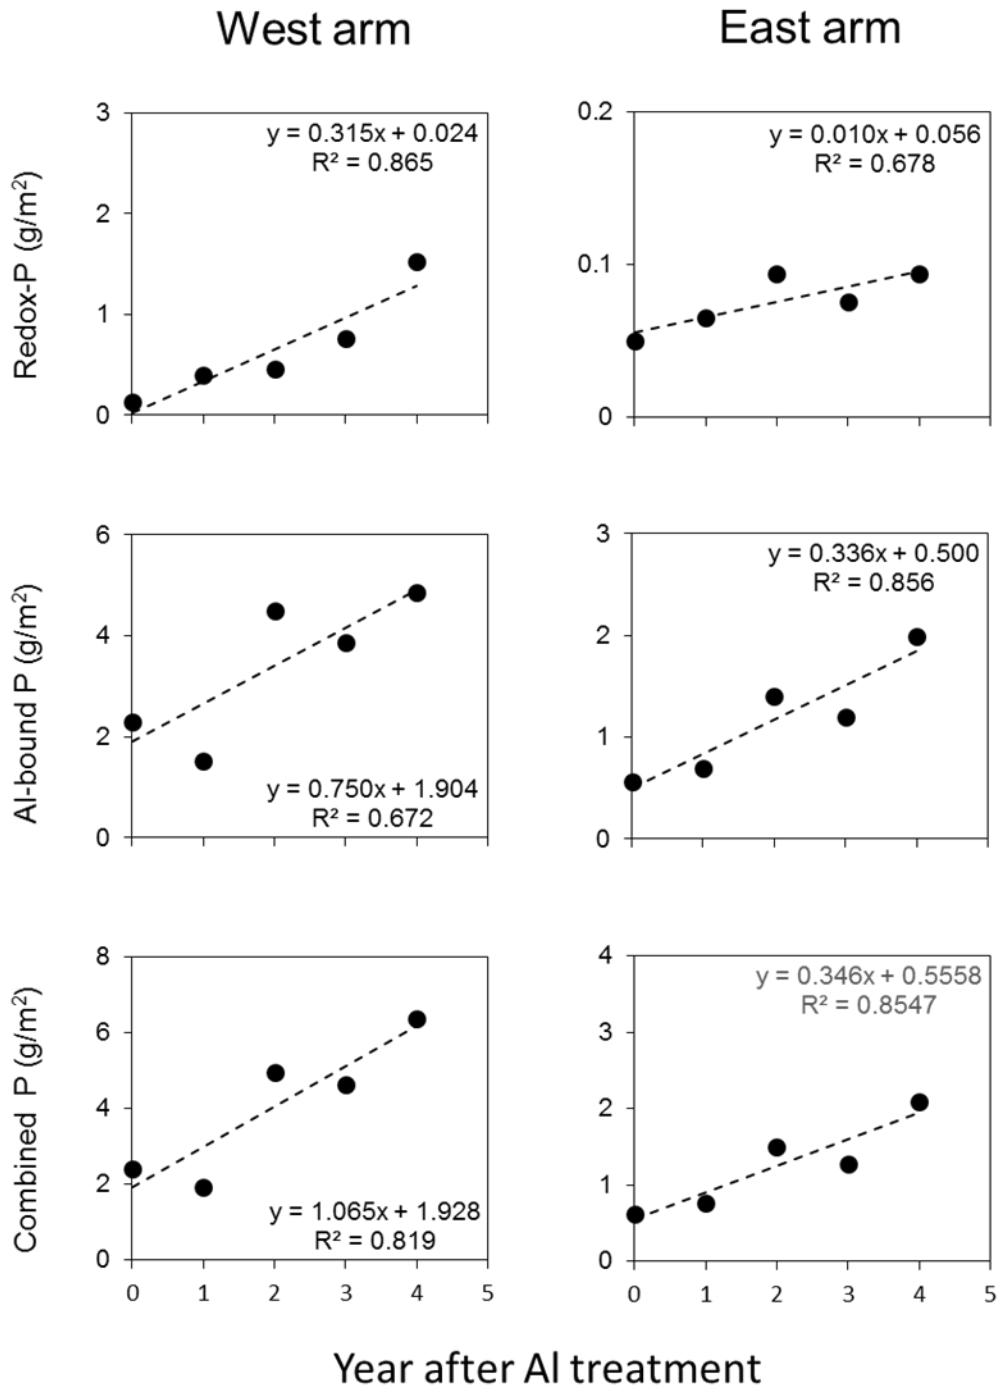 West arm
East arm
Redox-P (g/m²)
3
2
1
0
y = 0.315x + 0.024
R² = 0.865
0.2
0.1
0
y = 0.010x + 0.056
R² = 0.678
Al-bound P (g/m²)
6
4
2
0
y = 0.750x + 1.904
R² = 0.672
3
2
1
0
y = 0.336x + 0.500
R² = 0.856
Combined P (g/m²)
8
6
4
2
0
y = 1.065x + 1.928
R² = 0.819
0 1 2 3 4 5
4
3
2
1
0
y = 0.346x + 0.5558
R² = 0.8547
0 1 2 3 4 5
Year after Al treatment